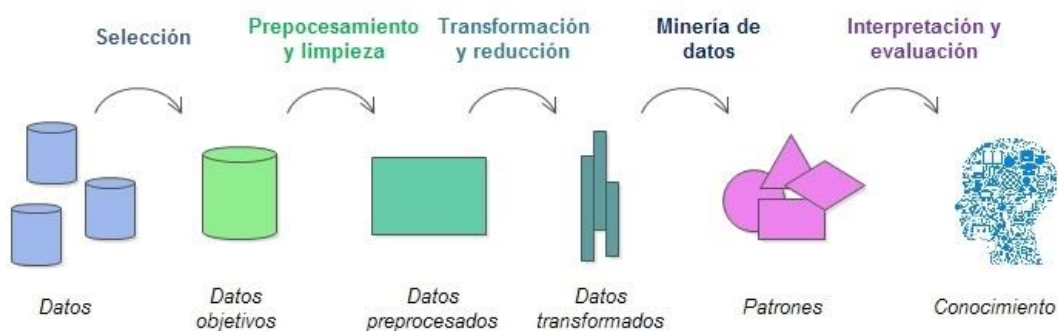 Selección
Prepocesamiento
y limpieza
Transformación
y reducción
Minería de
datos
Interpretación y
evaluación
Datos
Datos
objetivos
Datos
preprocesados
Datos
transformados
Patrones
Conocimiento